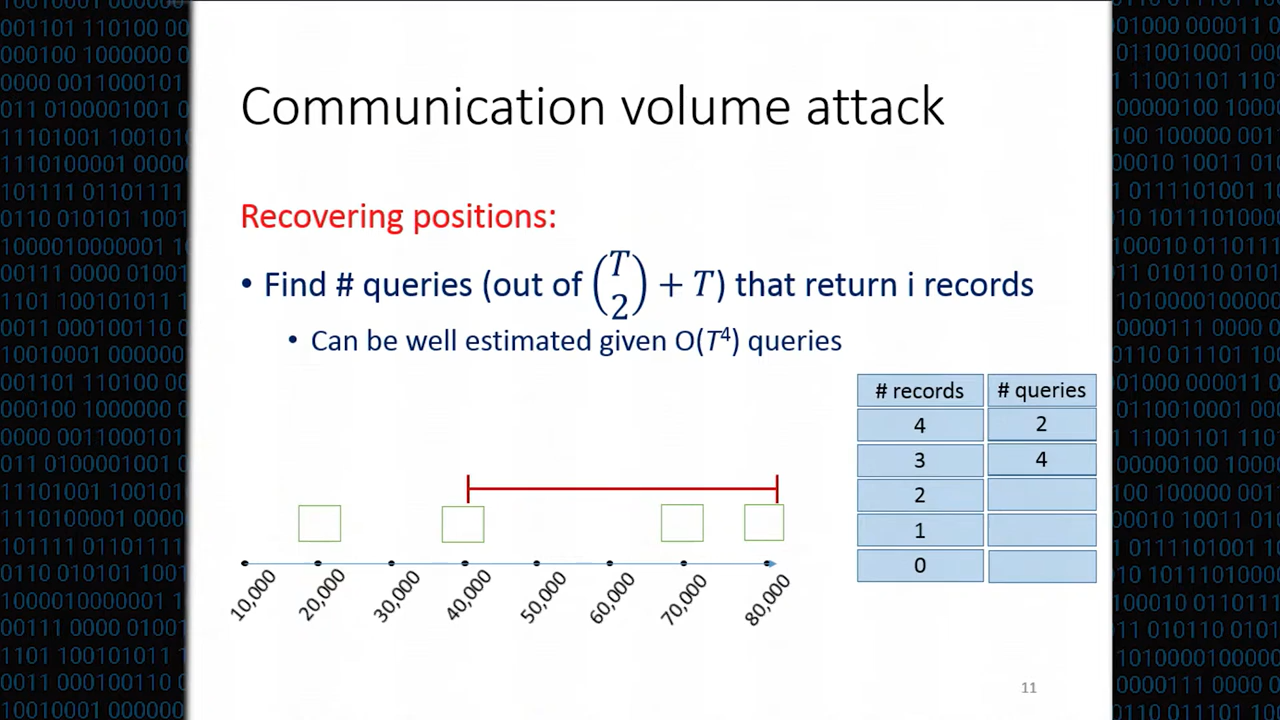 Communication volume attack
Recovering positions:
• Find # queries (out of (T 2) + T) that return i records
• Can be well estimated given O(T⁴) queries
# records # queries
4 2
3 4
2
1
0
10,000 20,000 30,000 40,000 50,000 60,000 70,000 80,000
11